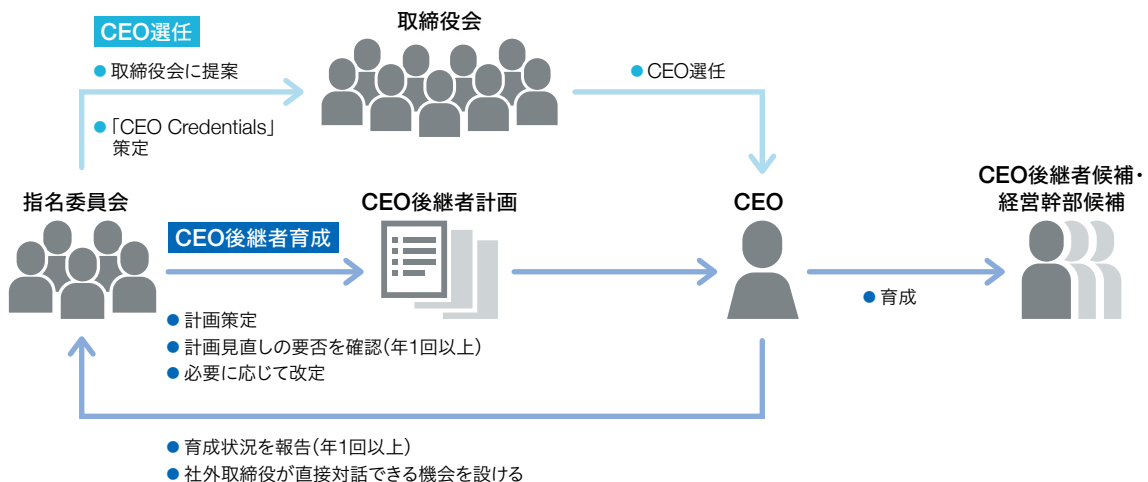 取締役会
CEO選任
● 取締役会に提案
● 「CEO Credentials」
策定
● CEO選任
指名委員会
CEO後継者育成
CEO後継者計画
CEO
CEO後継者候補・
経営幹部候補
● 計画策定
● 計画見直しの要否を確認(年1回以上)
● 必要に応じて改定
● 育成
● 育成状況を報告(年1回以上)
● 社外取締役が直接対話できる機会を設ける